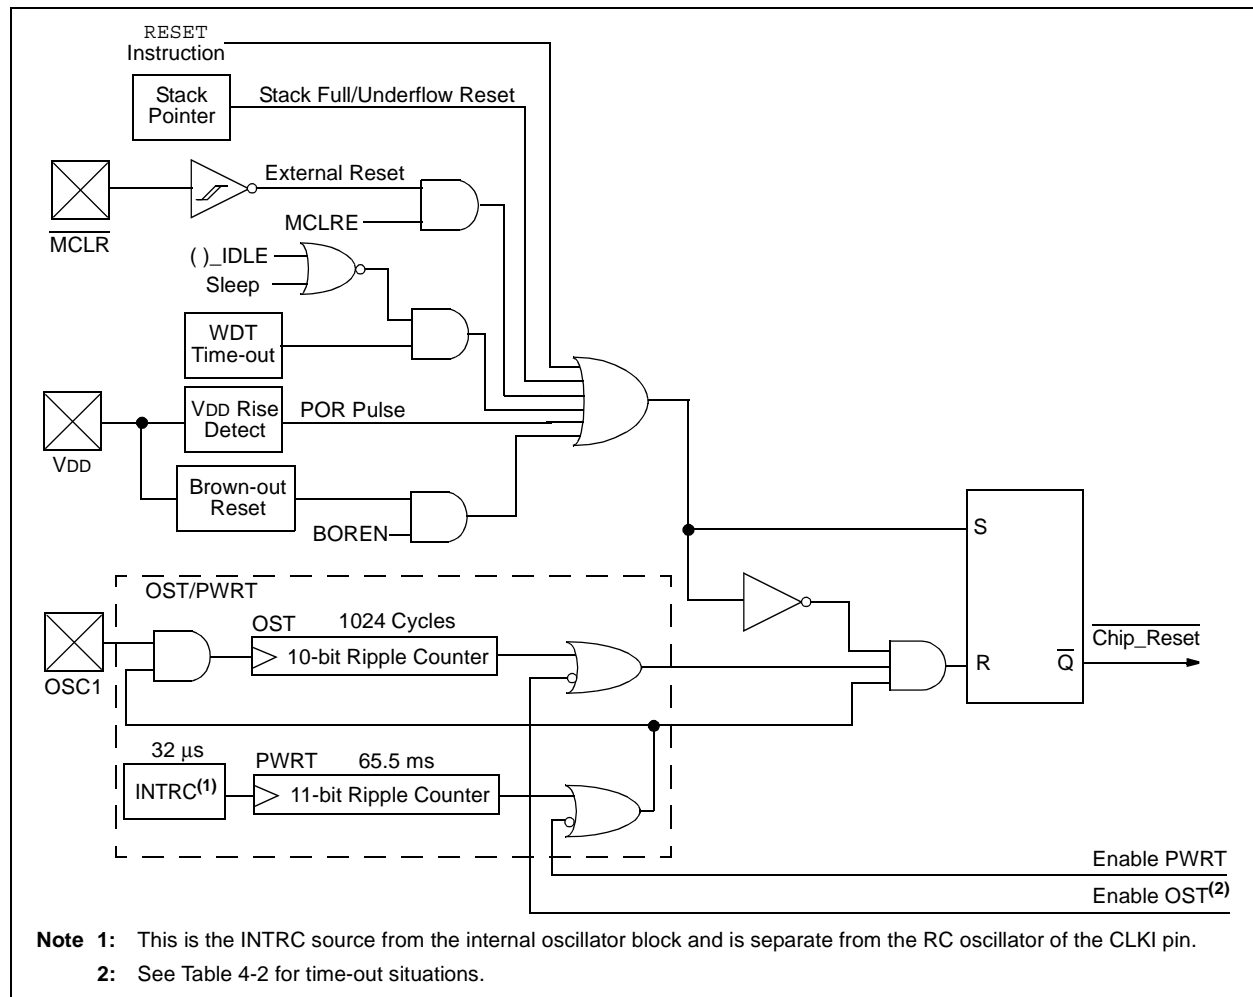 RESET
Instruction
Stack
Pointer
Stack Full/Underflow Reset
External Reset
MCLR
MCLRE
( )_IDLE
Sleep
WDT
Time-out
VDD Rise
Detect
POR Pulse
VDD
Brown-out
Reset
BOREN
S
OST/PWRT
OST
1024 Cycles
10-bit Ripple Counter
OSC1
R
Q
Chip_Reset
32 μs
INTRC(1)
PWRT
65.5 ms
11-bit Ripple Counter
Enable PWRT
Enable OST(2)
Note 1: This is the INTRC source from the internal oscillator block and is separate from the RC oscillator of the CLKI pin.
2: See Table 4-2 for time-out situations.